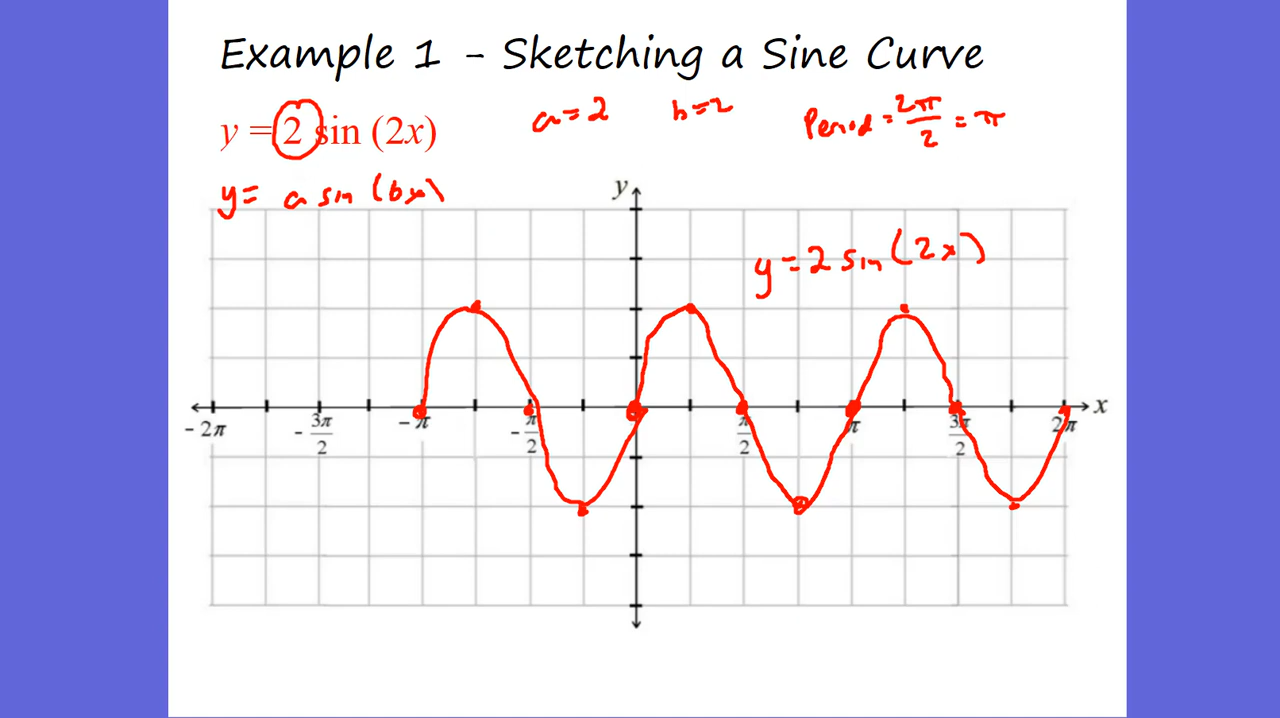 Example 1 - Sketching a Sine Curve
y = 2 sin (2x)
a=2 b=2 Period = 2π/2 = π
y= a sin (bx)
y
y=2 sin(2x)
x
-2π -3π/2 -π -π/2 π/2 π 3π/2 2π